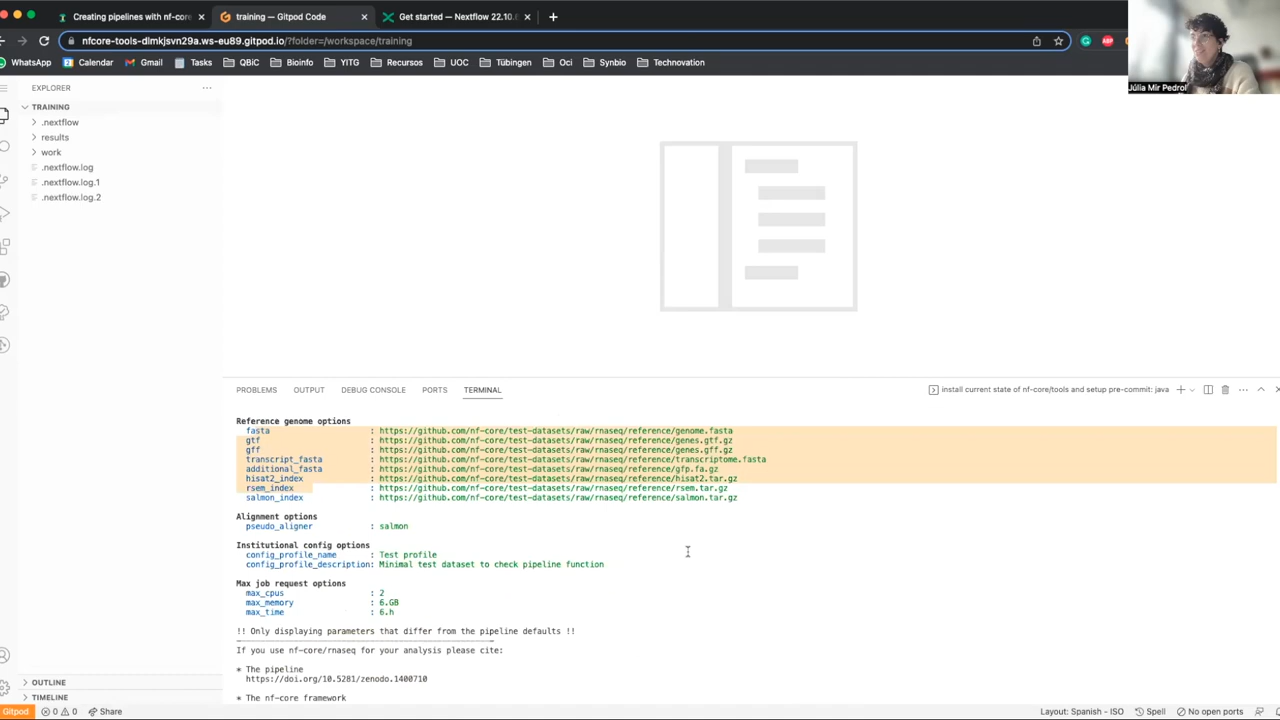 Creating pipelines with nf-cor
training — Gitpod Code
Get started — Nextflow 22.10.
nfcore-tools-dlmkjsvn29a.ws-eu89.gitpod.io/?folder=/workspace/training
WhatsApp
Calendar
Gmail
Tasks
QBiC
Bioinfo
YITG
Recursos
UOC
Tübingen
Oci
Synbio
Technovation
ABP
Júlia Mir Pedrol
EXPLORER
TRAINING
.nextflow
results
work
.nextflow.log
.nextflow.log.1
.nextflow.log.2
PROBLEMS
OUTPUT
DEBUG CONSOLE
PORTS
TERMINAL
install current state of nf-core/tools and setup pre-commit: java
Reference genome options
fasta : https://github.com/nf-core/test-datasets/raw/rnaseq/reference/genome.fasta
gtf : https://github.com/nf-core/test-datasets/raw/rnaseq/reference/genes.gtf.gz
gff : https://github.com/nf-core/test-datasets/raw/rnaseq/reference/genes.gff.gz
transcript_fasta : https://github.com/nf-core/test-datasets/raw/rnaseq/reference/transcriptome.fasta
additional_fasta : https://github.com/nf-core/test-datasets/raw/rnaseq/reference/gfp.fa.gz
hisat2_index : https://github.com/nf-core/test-datasets/raw/rnaseq/reference/hisat2.tar.gz
rsem_index : https://github.com/nf-core/test-datasets/raw/rnaseq/reference/rsem.tar.gz
salmon_index : https://github.com/nf-core/test-datasets/raw/rnaseq/reference/salmon.tar.gz
Alignment options
pseudo_aligner : salmon
Institutional config options
config_profile_name : Test profile
config_profile_description: Minimal test dataset to check pipeline function
Max job request options
max_cpus : 2
max_memory : 6.GB
max_time : 6.h
!! Only displaying parameters that differ from the pipeline defaults !!
If you use nf-core/rnaseq for your analysis please cite:
* The pipeline
https://doi.org/10.5281/zenodo.1400710
* The nf-core framework
OUTLINE
TIMELINE
Gitpod
0
0
Share
Layout: Spanish - ISO
Spell
No open ports